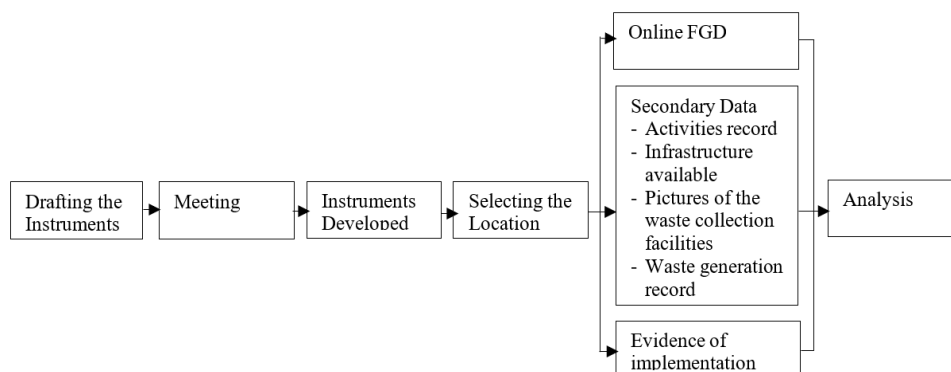 Drafting the
Instruments
Meeting
Instruments
Developed
Selecting the
Location
Online FGD
Secondary Data
- Activities record
- Infrastructure
available
- Pictures of the
waste collection
facilities
- Waste generation
record
Evidence of
implementation
Analysis